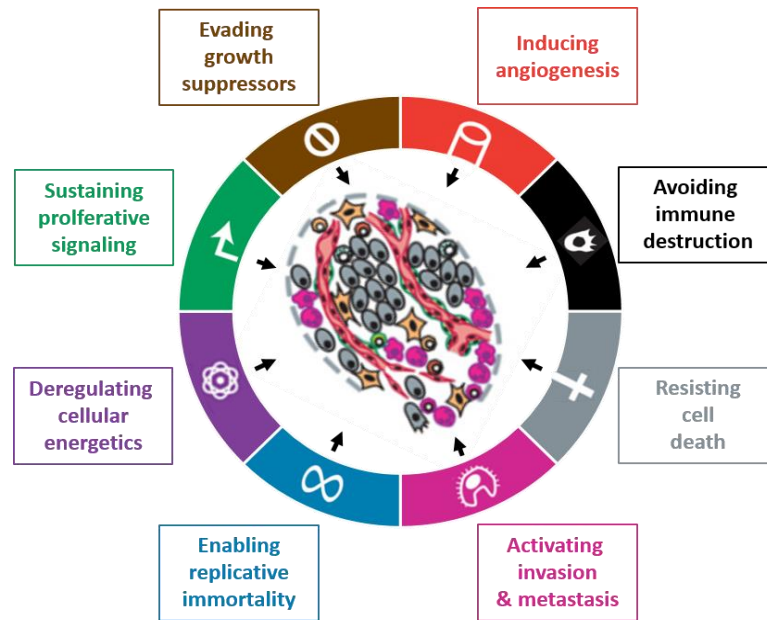 Evading
growth
suppressors
Inducing
angiogenesis
Sustaining
prolferative
signaling
Avoiding
immune
destruction
Deregulating
cellular
energetics
Resisting
cell
death
Enabling
replicative
immortality
Activating
invasion
& metastasis